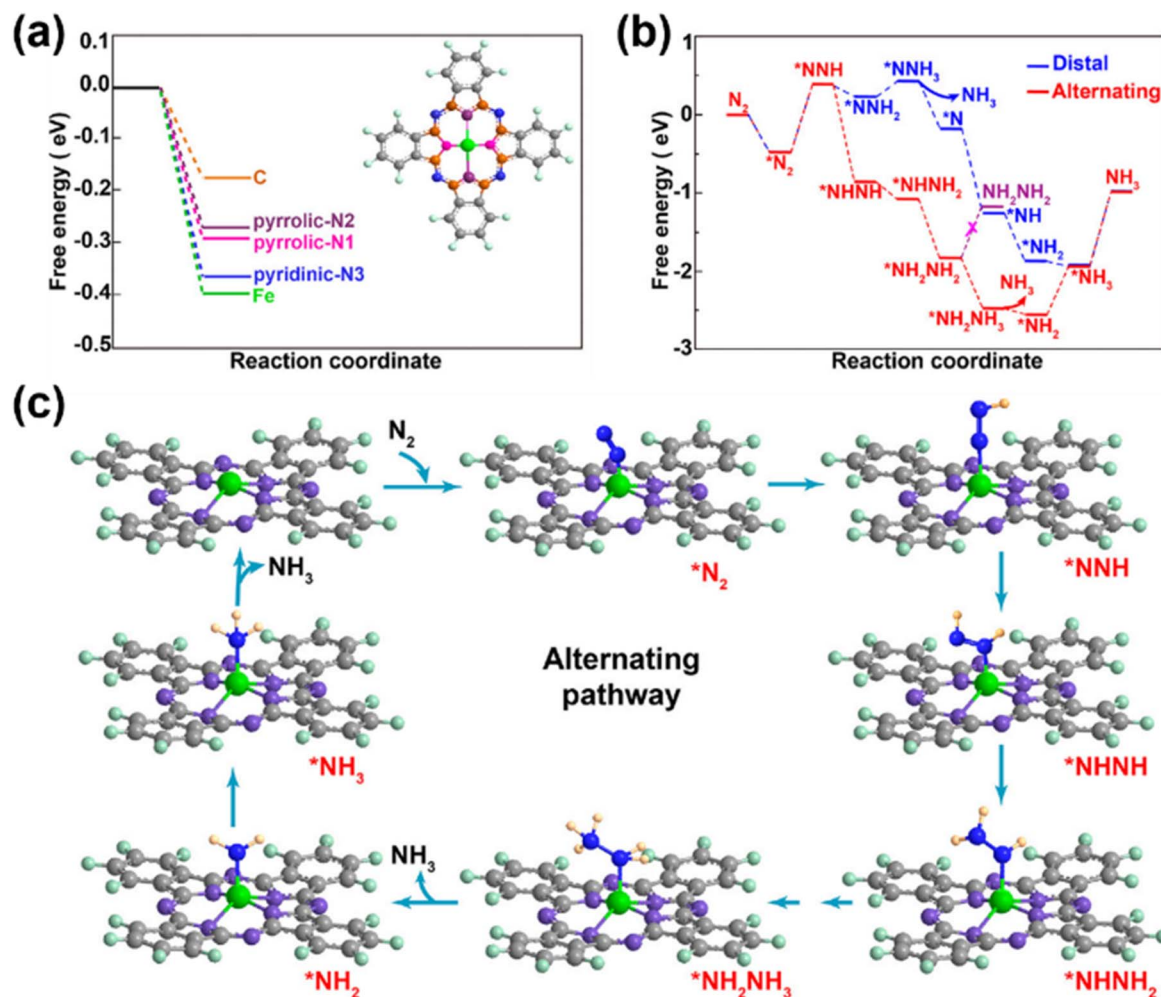 (a)
0.1
0.0
-0.1
-0.2
-0.3
-0.4
-0.5
Free energy ( eV)
C
pyrrolic-N2
pyrrolic-N1
pyridinic-N3
Fe
Reaction coordinate
(b)
1
0
-1
-2
-3
Free energy ( eV)
Distal
Alternating
N₂
*N₂
*NNH
*NNH₂
*NNH₃
NH₃
*N
*NHNH
*NHNH₂
NH₂NH₂
*NH
NH₃
*NH₂NH₂
x
*NH₂
*NH₃
NH₃
*NH₂NH₃
*NH₂
Reaction coordinate
(c)
N₂
*N₂
*NNH
NH₃
*NH₃
Alternating
pathway
*NHNH
NH₃
*NH₂
*NH₂NH₃
*NHNH₂